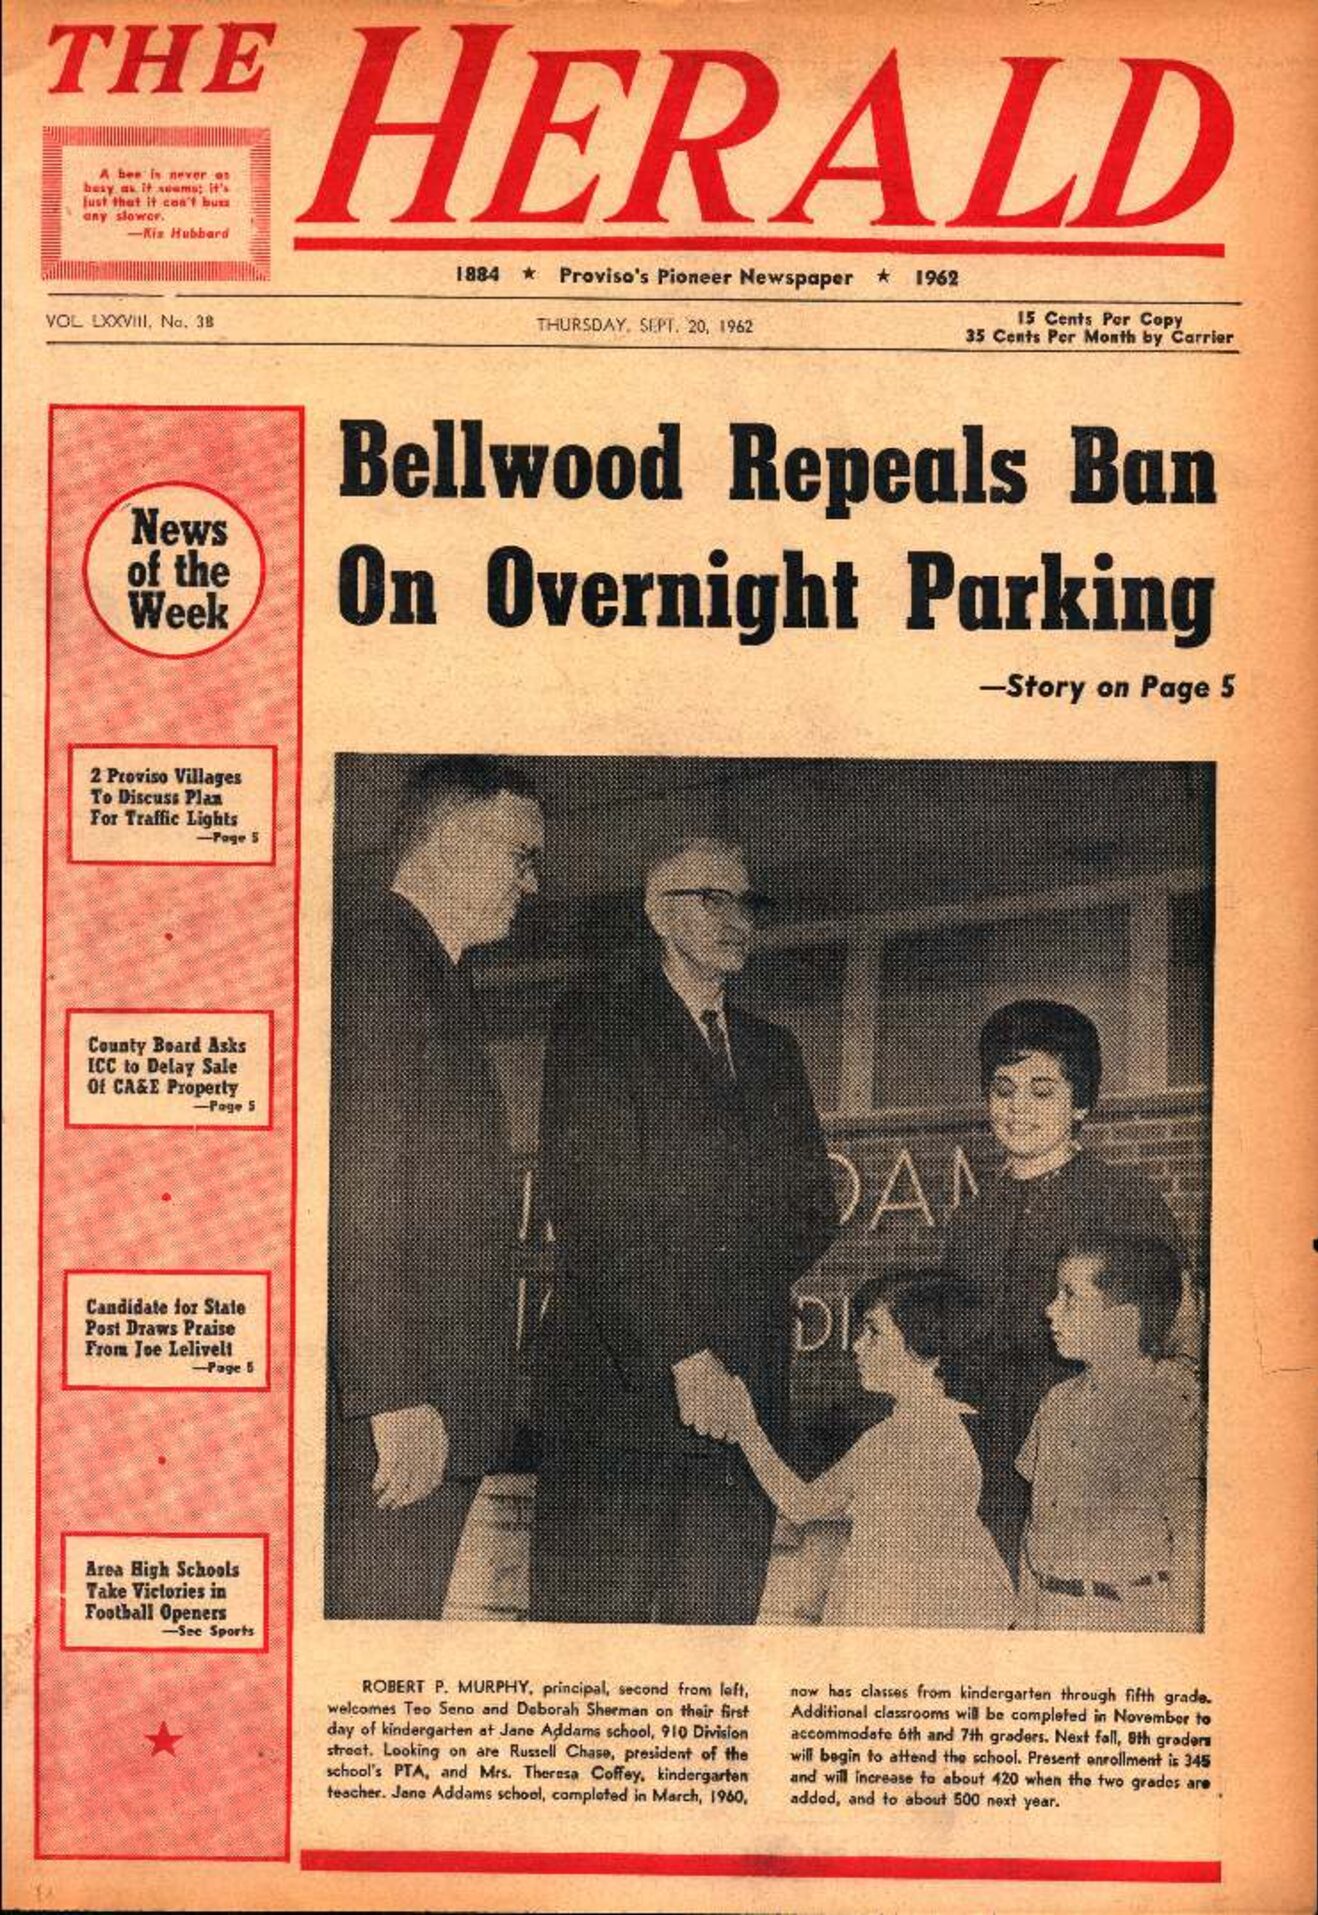 THE HERALD
A bee is never as
busy as it seems; it's
just that it can't buzz
any slower.
—Kin Hubbard
1884 ★ Proviso's Pioneer Newspaper ★ 1962
VOL. LXXVIII, No. 38
THURSDAY, SEPT. 20, 1962
15 Cents Per Copy
35 Cents Per Month by Carrier
News
of the
Week
2 Proviso Villages
To Discuss Plan
For Traffic Lights
—Page 5
County Board Asks
ICC to Delay Sale
Of CA&E Property
—Page 5
Candidate for State
Post Draws Praise
From Joe Lelivelt
—Page 5
Area High Schools
Take Victories in
Football Openers
—See Sports
Bellwood Repeals Ban
On Overnight Parking
—Story on Page 5
DAM
DI
ROBERT P. MURPHY, principal, second from left,
welcomes Teo Seno and Deborah Sherman on their first
day of kindergarten at Jane Addams school, 910 Division
street. Looking on are Russell Chase, president of the
school's PTA, and Mrs. Theresa Coffey, kindergarten
teacher. Jane Addams school, completed in March, 1960,
now has classes from kindergarten through fifth grade.
Additional classrooms will be completed in November to
accommodate 6th and 7th graders. Next fall, 8th graders
will begin to attend the school. Present enrollment is 345
and will increase to about 420 when the two grades are
added, and to about 500 next year.